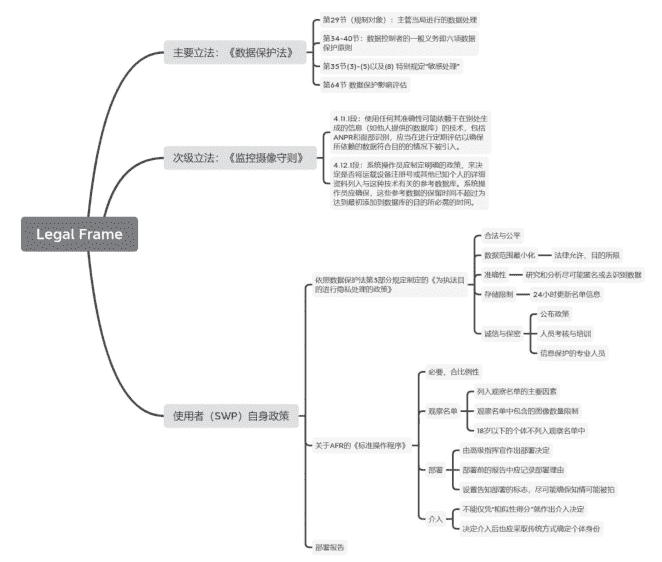 Legal Frame
主要立法：《数据保护法》
第29节（规制对象）：主管当局进行的数据处理
第34-40节：数据控制者的一般义务即六项数据
保护原则
第35节(3)-(5)以及(8) 特别规定“敏感处理”
第64节 数据保护影响评估
次级立法：《监控摄像守则》
4.11.1段：使用任何其准确性可能依赖于在别处生
成的信息（如他人提供的数据库）的技术，包括
ANPR和面部识别，应当在进行定期评估以确保
所依赖的数据符合目的的情况下被引入。
4.12.1段：系统操作员应制定明确的政策，来决
定是否将运载设备注册号或其他已知个人的详细
资料列入与这种技术有关的参考数据库。系统操
作员应确保，这些参考数据的保留时间不超过为
达到最初添加到数据库的目的所必需的时间。
使用者（SWP）自身政策
依照数据保护法第3部分规定制定的《为执法目
的进行隐私处理的政策》
合法与公平
数据范围最小化
法律允许、目的所限
准确性
研究和分析尽可能匿名或去识别数据
存储限制
24小时更新名单信息
诚信与保密
公布政策
人员考核与培训
信息保护的专业人员
关于AFR的《标准操作程序》
必要、合比例性
观察名单
列入观察名单的主要因素
观察名单中包含的图像数量限制
18岁以下的个体不列入观察名单中
部署
由高级指挥官作出部署决定
部署前的报告中应记录部署理由
设置告知部署的标志，尽可能确保知情可能被拍
介入
不能仅凭“相似性得分”就作出介入决定
决定介入后也应采取传统方式确定个体身份
部署报告